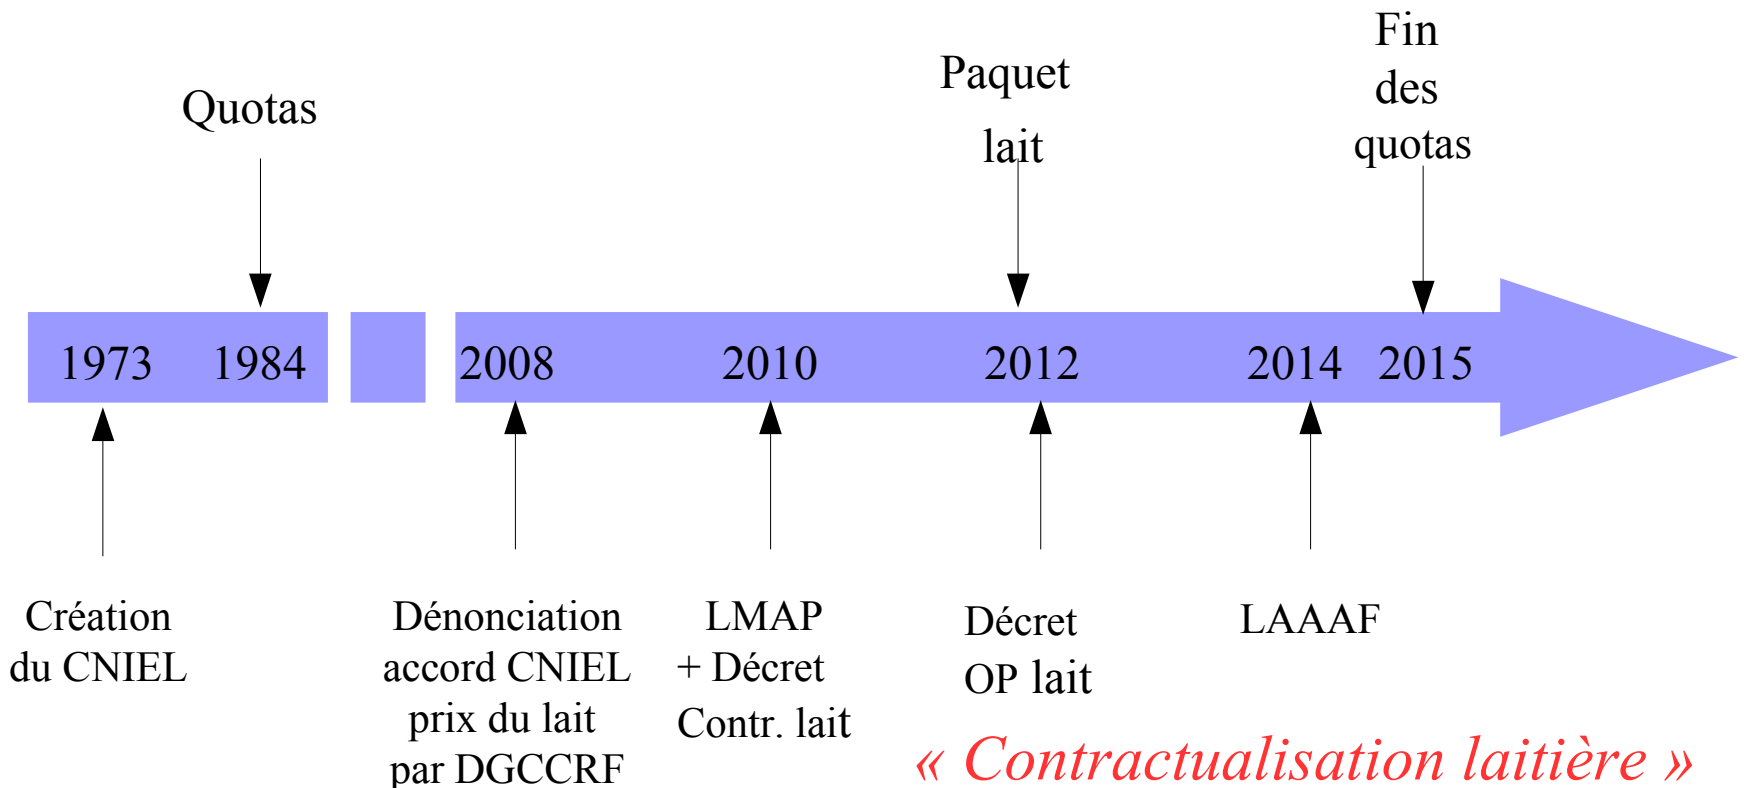 Quotas
Paquet
lait
Fin
des
quotas
1973 1984 2008 2010 2012 2014 2015
Création
du CNIEL
Dénonciation
accord CNIEL
prix du lait
par DGCCRF
LMAP
+ Décret
Contr. lait
Décret
OP lait
LAAAF
« Contractualisation laitière »